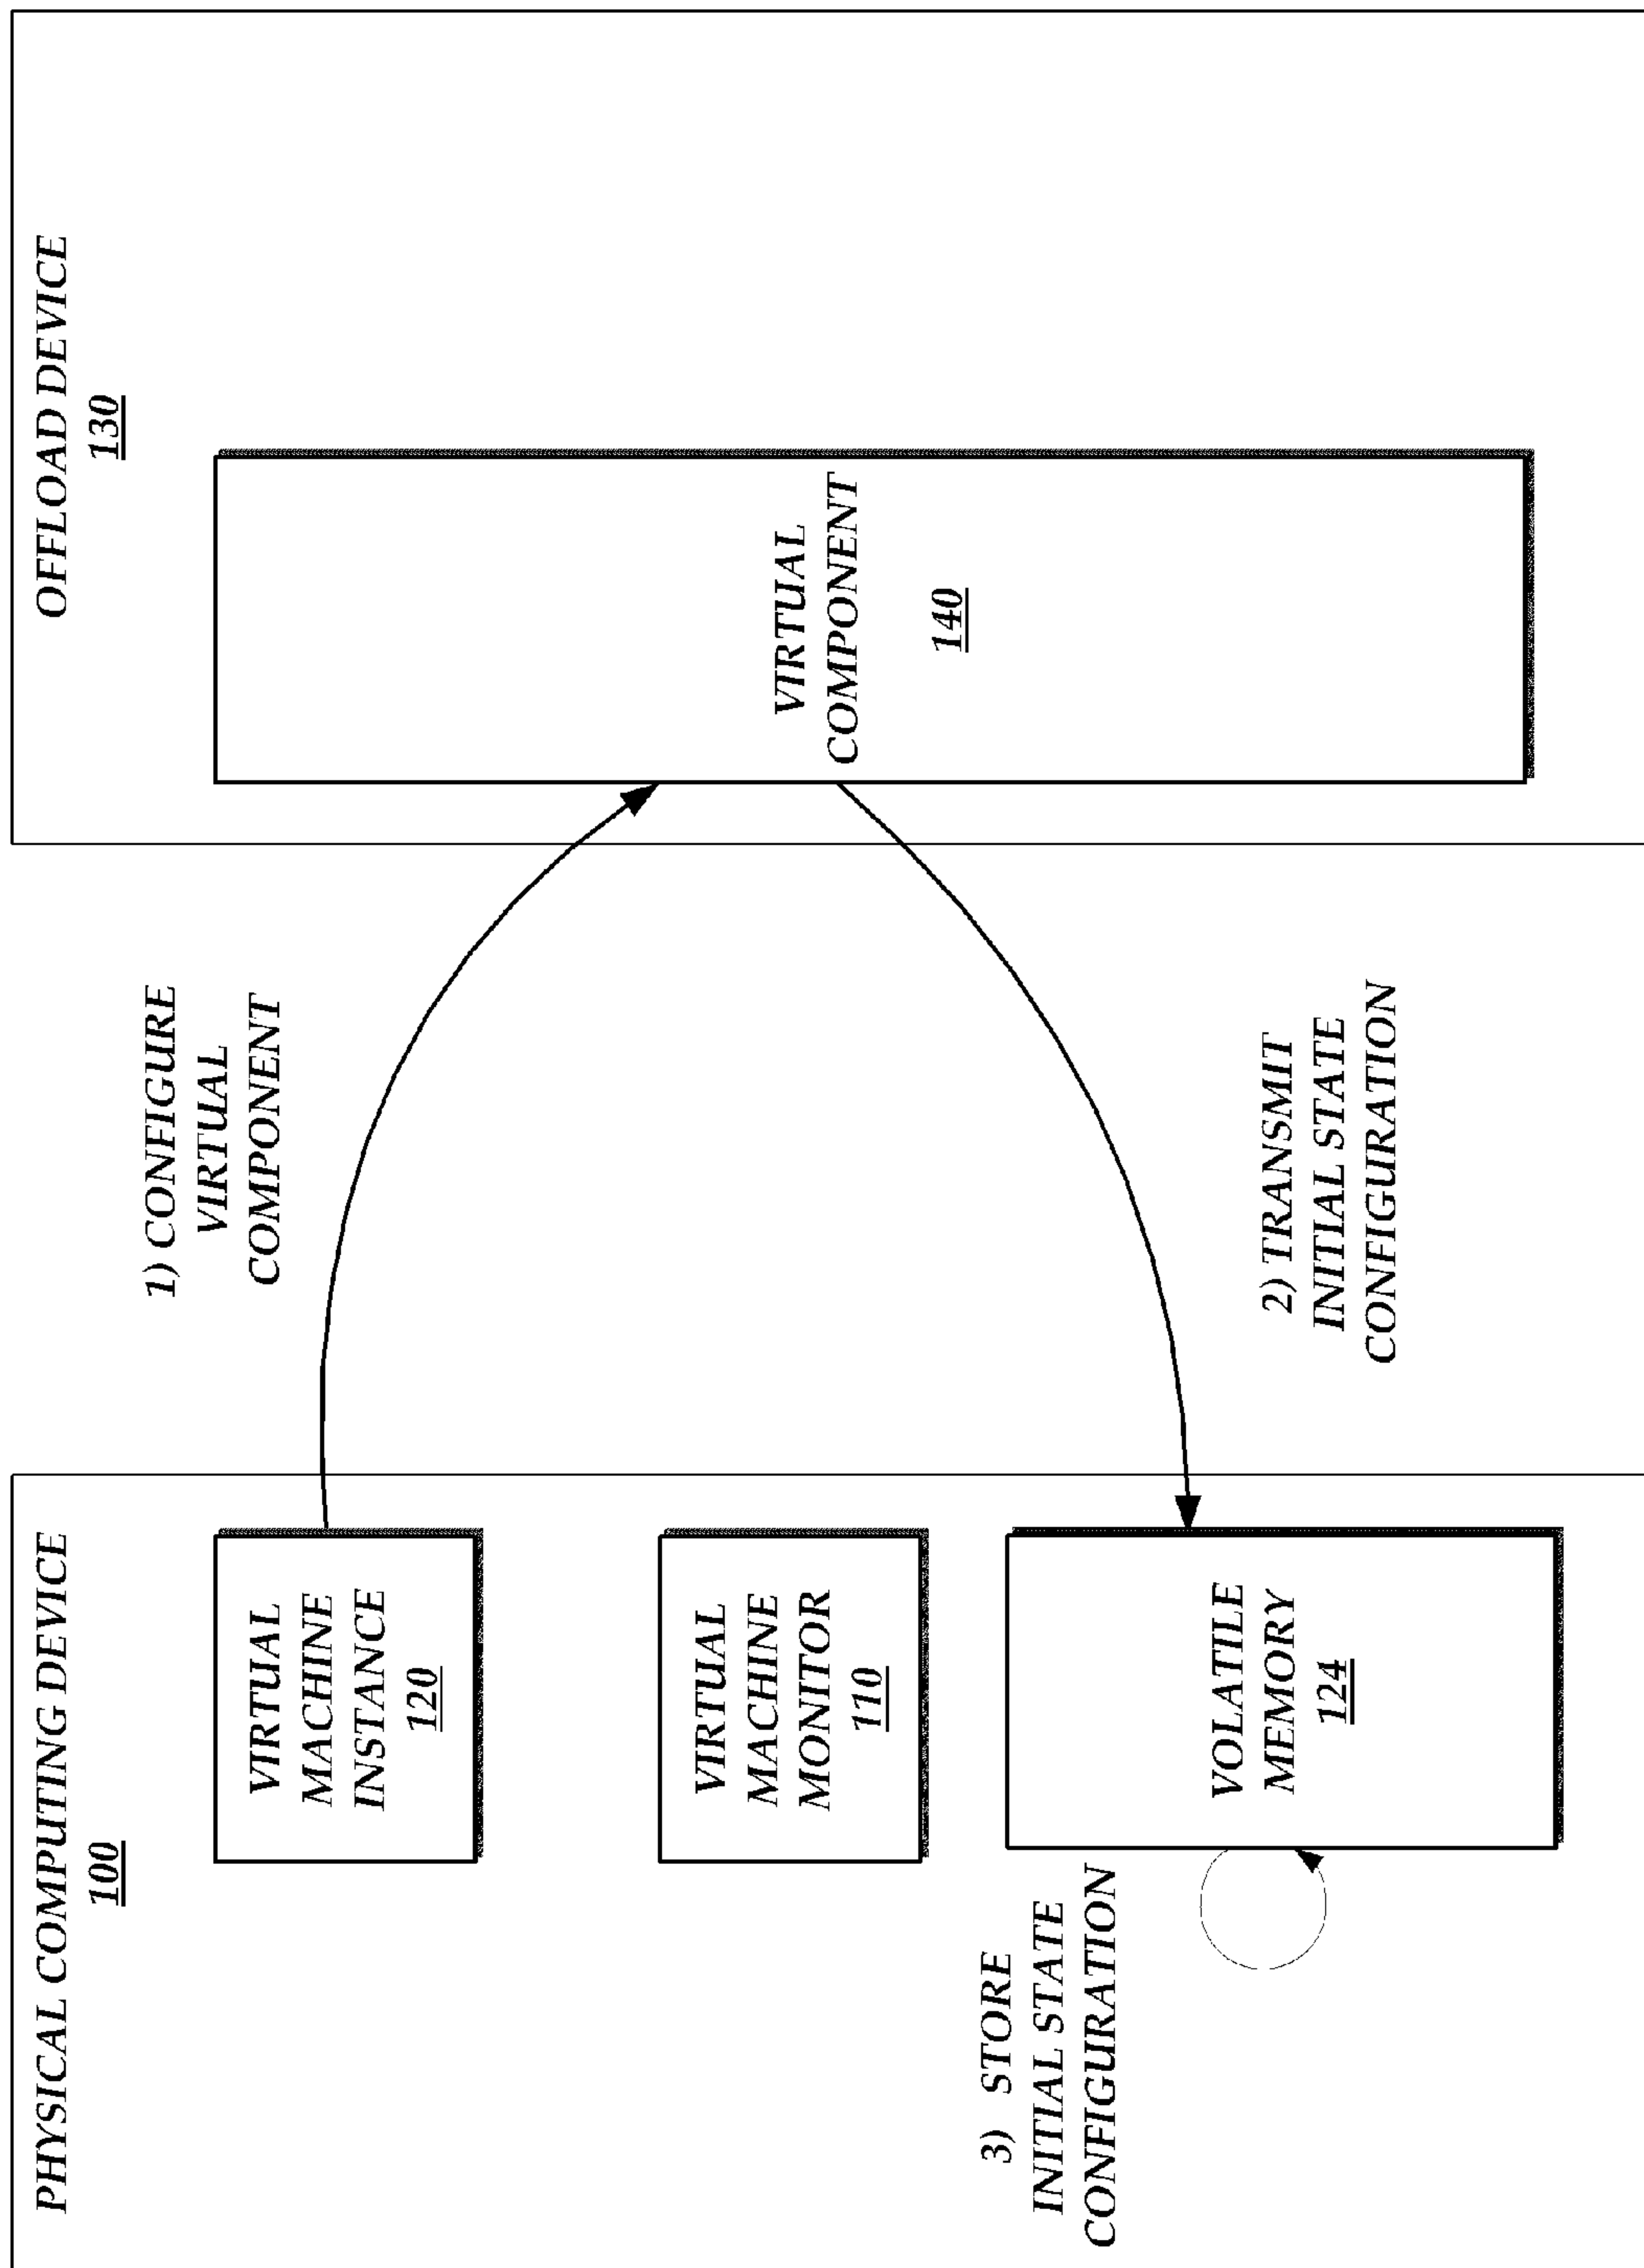 PHYSICAL COMPUTING DEVICE
100
OFFLOAD DEVICE
130
VIRTUAL
MACHINE
INSTANCE
120
1) CONFIGURE
VIRTUAL
COMPONENT
VIRTUAL
MACHINE
MONITOR
110
VIRTUAL
COMPONENT
140
3) STORE
INITIAL STATE
CONFIGURATION
VOLATILE
MEMORY
124
2) TRANSMIT
INITIAL STATE
CONFIGURATION